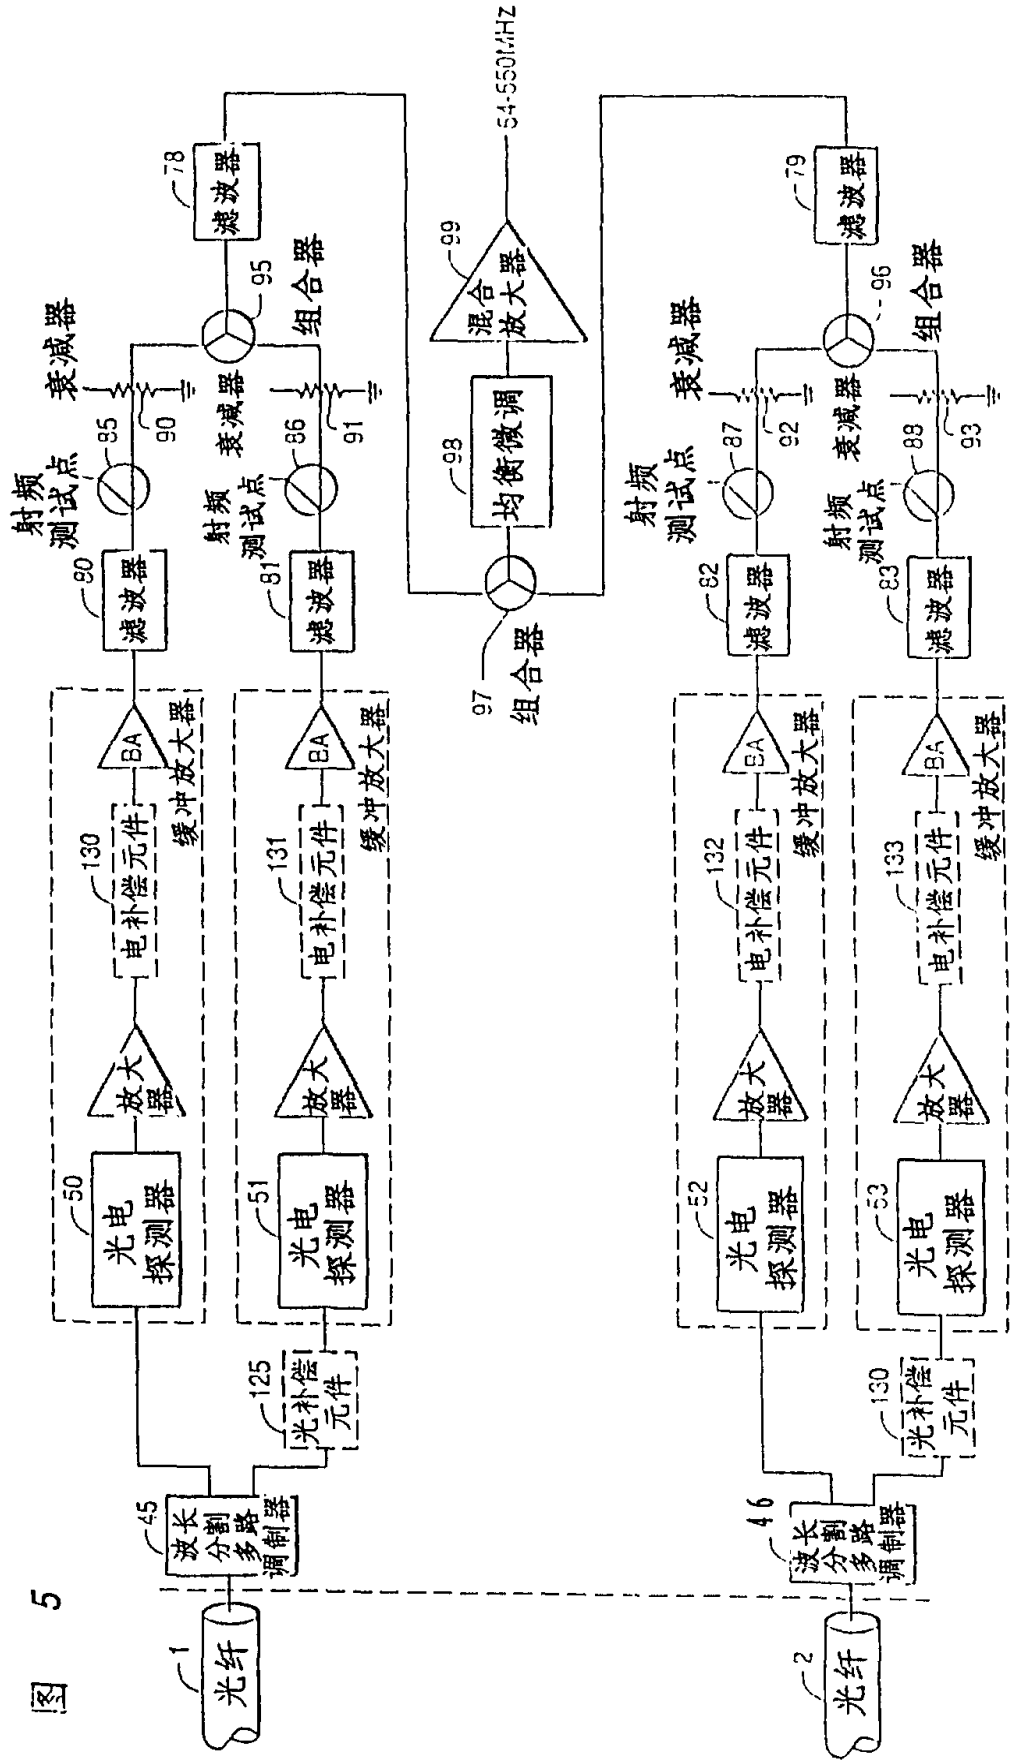 图 5
1
光纤
45
波长
分割
多路
调制器
50
光电
探测器
放大
器
130
电补偿元件
BA
缓冲放大器
80
滤波器
射频
测试点
85
衰减器
90
125
光补偿
元件
51
光电
探测器
放大
器
131
电补偿元件
BA
缓冲放大器
81
滤波器
射频
测试点
86
衰减器
91
95
组合器
78
滤波器
97
组合器
98
均衡微调
99
混合
放大器
54-550MHz
2
光纤
46
波长
分割
多路
调制器
52
光电
探测器
放大
器
132
电补偿元件
BA
缓冲放大器
82
滤波器
射频
测试点
87
衰减器
92
130
光补偿
元件
53
光电
探测器
放大
器
133
电补偿元件
BA
缓冲放大器
83
滤波器
射频
测试点
88
衰减器
93
96
组合器
79
滤波器